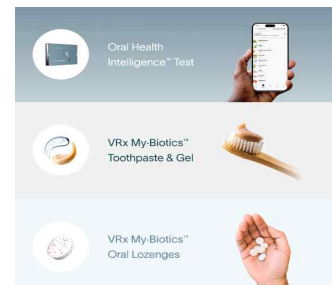 Oral Health
Intelligence™ Test
VRx My·Biotics™
Toothpaste & Gel
VRx My·Biotics™
Oral Lozenges